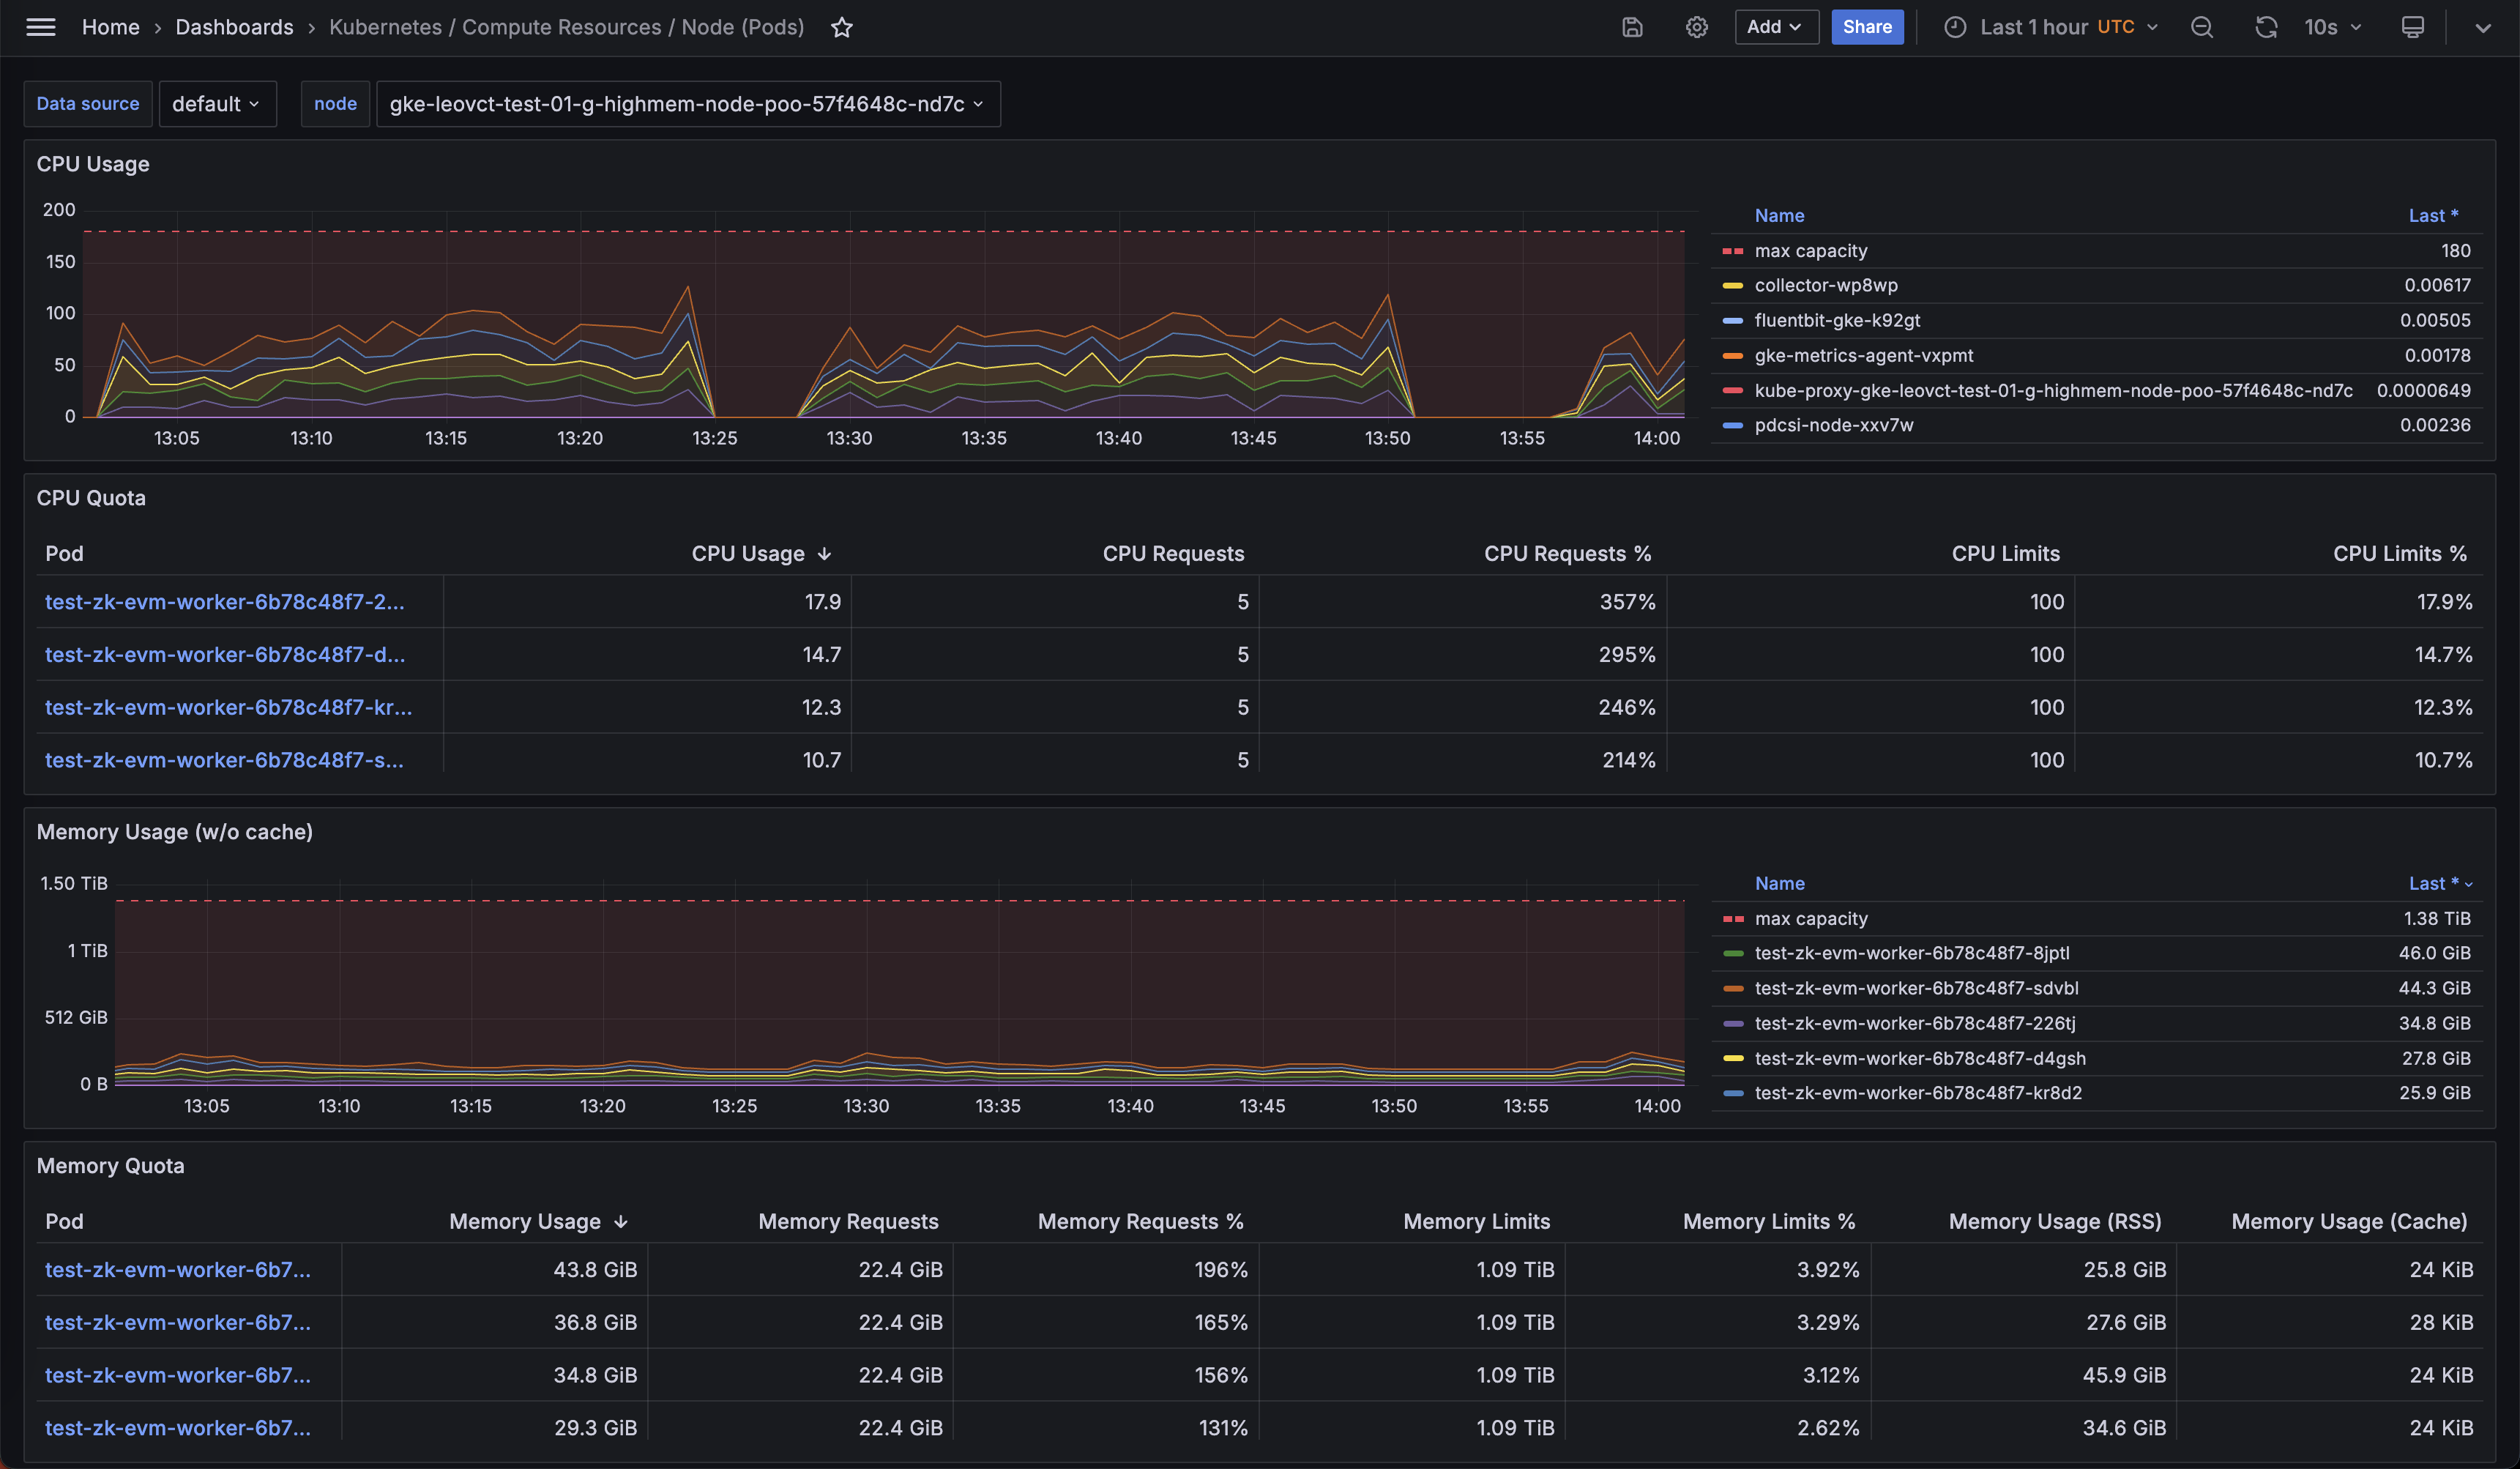 Home › Dashboards › Kubernetes / Compute Resources / Node (Pods) Add Share Last 1 hour UTC 10s
Data source default node gke-leovct-test-01-g-highmem-node-poo-57f4648c-nd7c
CPU Usage
200
150
100
50
0
13:05 13:10 13:15 13:20 13:25 13:30 13:35 13:40 13:45 13:50 13:55 14:00
Name Last *
max capacity 180
collector-wp8wp 0.00617
fluentbit-gke-k92gt 0.00505
gke-metrics-agent-vxpmt 0.00178
kube-proxy-gke-leovct-test-01-g-highmem-node-poo-57f4648c-nd7c 0.0000649
pdcsi-node-xxv7w 0.00236
CPU Quota
Pod CPU Usage ↓ CPU Requests CPU Requests % CPU Limits CPU Limits %
test-zk-evm-worker-6b78c48f7-2... 17.9 5 357% 100 17.9%
test-zk-evm-worker-6b78c48f7-d... 14.7 5 295% 100 14.7%
test-zk-evm-worker-6b78c48f7-kr... 12.3 5 246% 100 12.3%
test-zk-evm-worker-6b78c48f7-s... 10.7 5 214% 100 10.7%
Memory Usage (w/o cache)
1.50 TiB
1 TiB
512 GiB
0 B
13:05 13:10 13:15 13:20 13:25 13:30 13:35 13:40 13:45 13:50 13:55 14:00
Name Last *
max capacity 1.38 TiB
test-zk-evm-worker-6b78c48f7-8jptl 46.0 GiB
test-zk-evm-worker-6b78c48f7-sdvbl 44.3 GiB
test-zk-evm-worker-6b78c48f7-226tj 34.8 GiB
test-zk-evm-worker-6b78c48f7-d4gsh 27.8 GiB
test-zk-evm-worker-6b78c48f7-kr8d2 25.9 GiB
Memory Quota
Pod Memory Usage ↓ Memory Requests Memory Requests % Memory Limits Memory Limits % Memory Usage (RSS) Memory Usage (Cache)
test-zk-evm-worker-6b7... 43.8 GiB 22.4 GiB 196% 1.09 TiB 3.92% 25.8 GiB 24 KiB
test-zk-evm-worker-6b7... 36.8 GiB 22.4 GiB 165% 1.09 TiB 3.29% 27.6 GiB 28 KiB
test-zk-evm-worker-6b7... 34.8 GiB 22.4 GiB 156% 1.09 TiB 3.12% 45.9 GiB 24 KiB
test-zk-evm-worker-6b7... 29.3 GiB 22.4 GiB 131% 1.09 TiB 2.62% 34.6 GiB 24 KiB